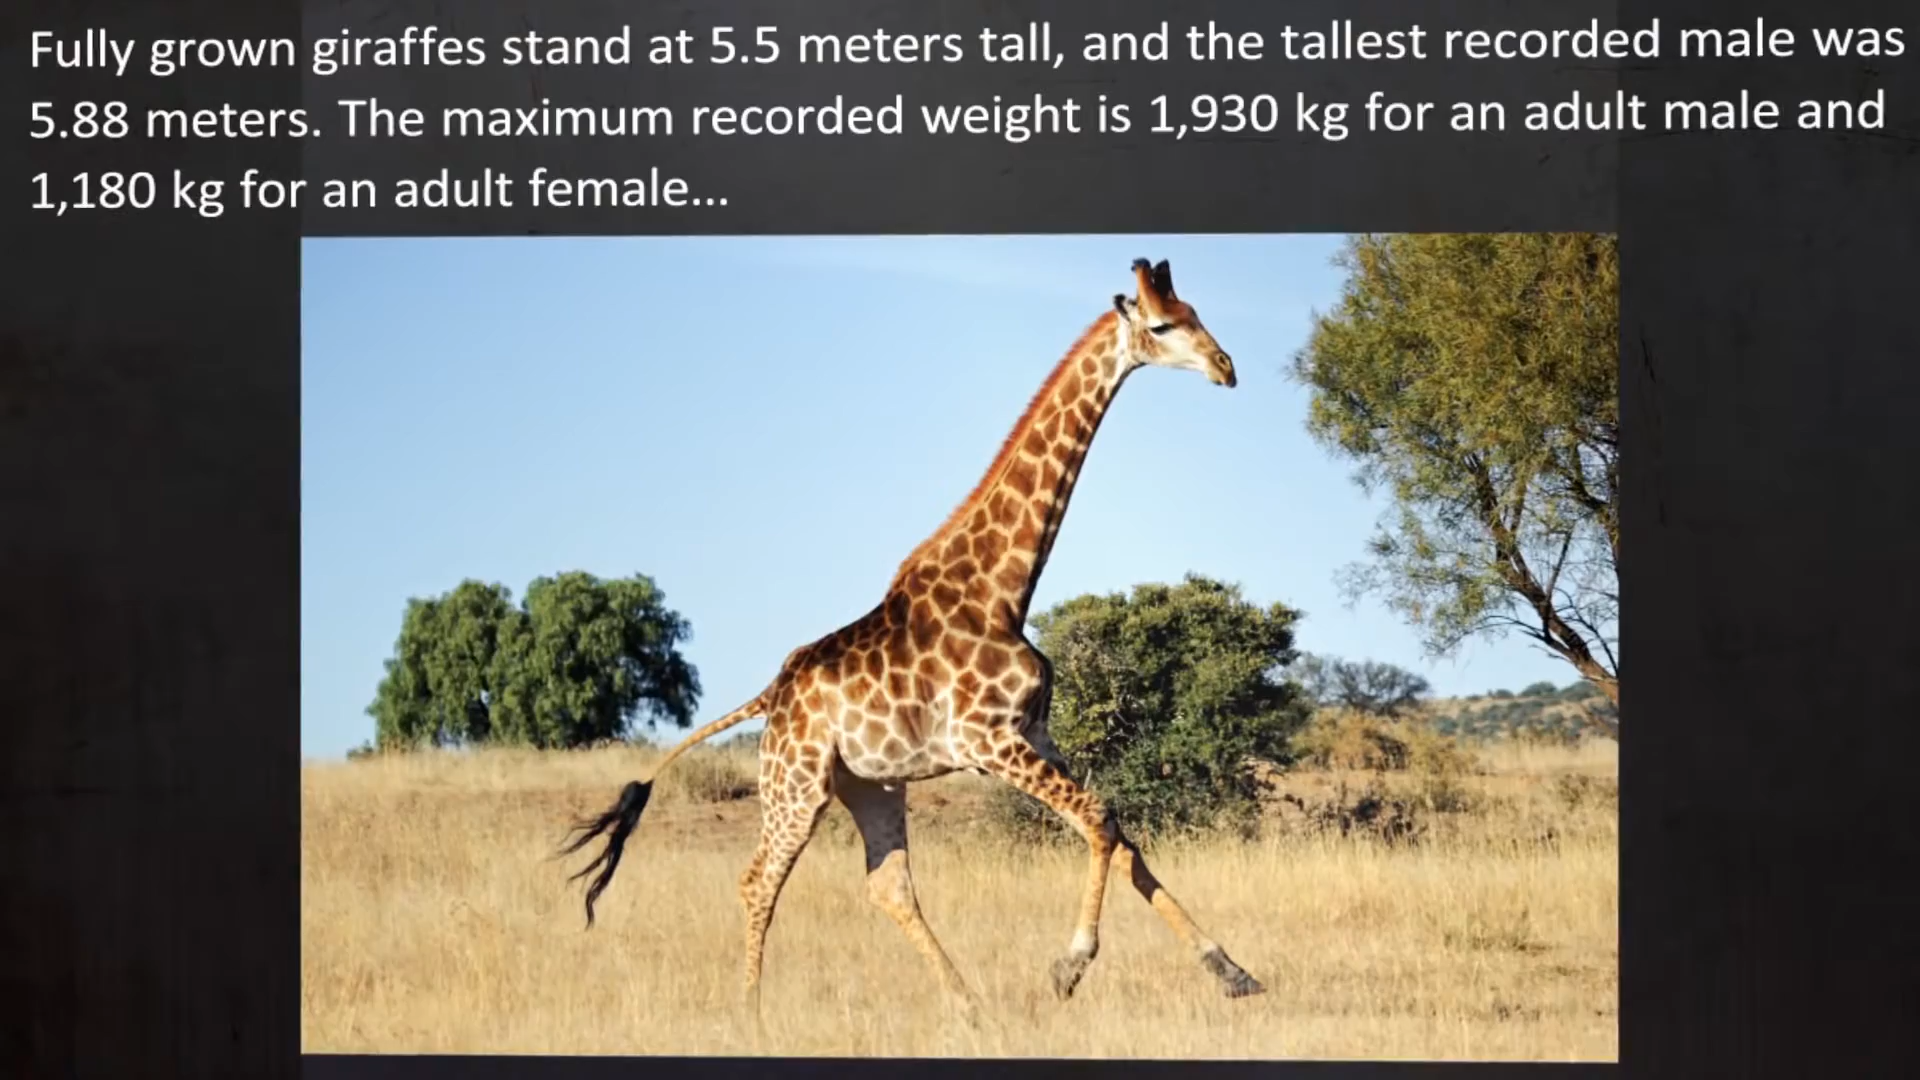 Fully grown giraffes stand at 5.5 meters tall, and the tallest recorded male was
5.88 meters. The maximum recorded weight is 1,930 kg for an adult male and
1,180 kg for an adult female...